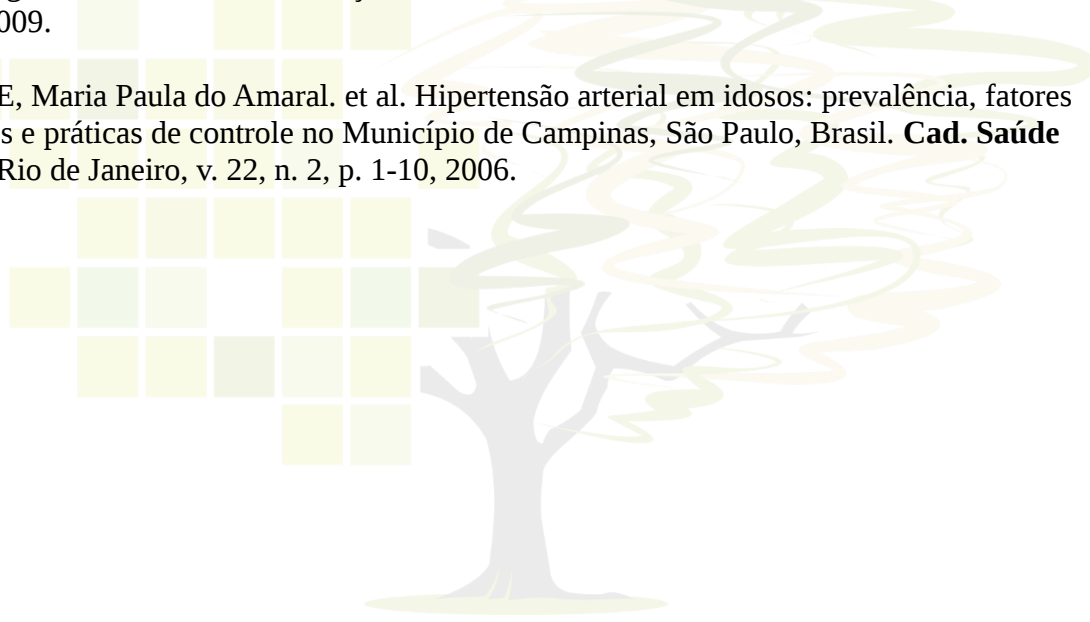 009.
E, Maria Paula do Amaral. et al. Hipertensão arterial em idosos: prevalência, fatores
s e práticas de controle no Município de Campinas, São Paulo, Brasil. Cad. Saúde
Rio de Janeiro, v. 22, n. 2, p. 1-10, 2006.